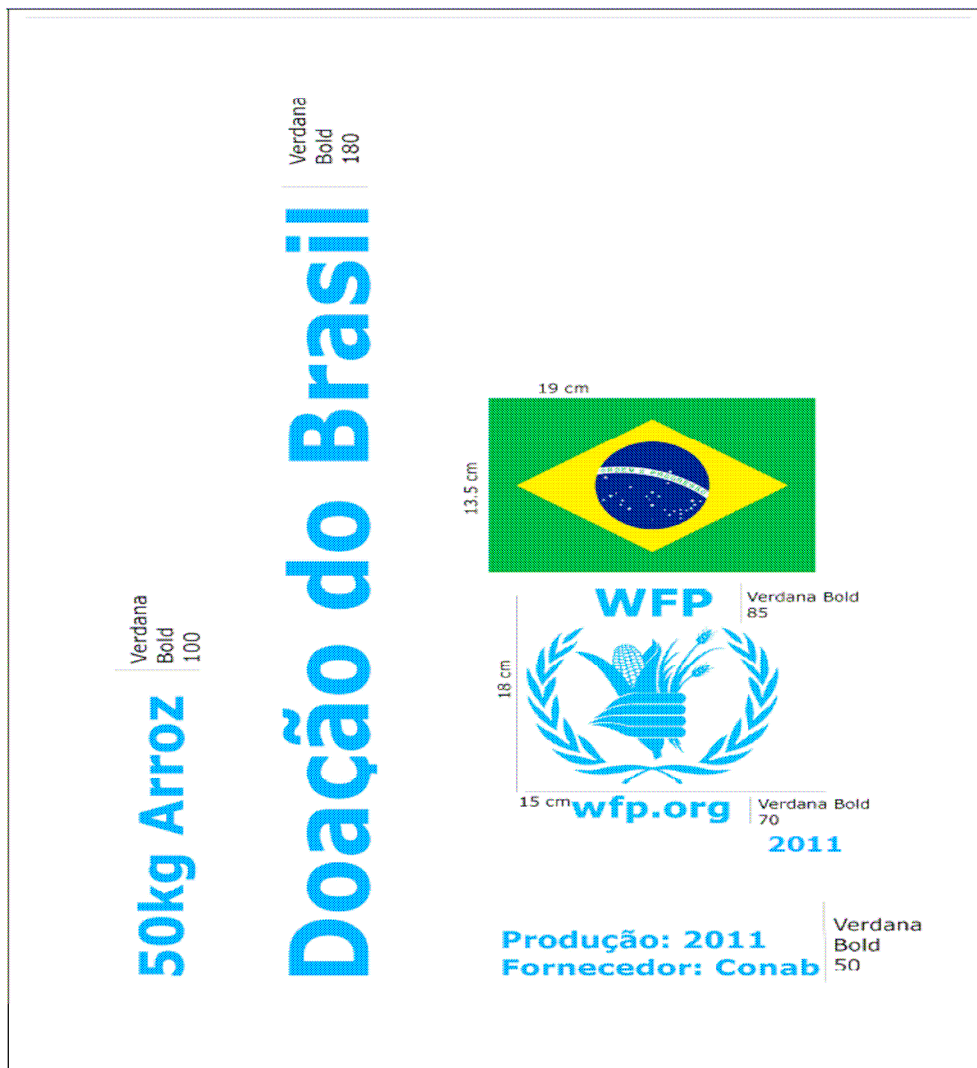 Verdana
Bold
100
50kg Arroz
Verdana
Bold
180
Doação do Brasil
19 cm
13.5 cm
WFP
Verdana Bold
85
18 cm
15 cm
wfp.org
Verdana Bold
70
2011
Produção: 2011
Fornecedor: Conab
Verdana
Bold
50